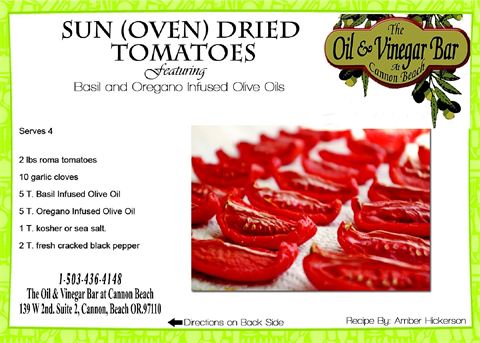 SUN (OVEN) DRIED
TOMATOES
Featuring
Basil and Oregano Infused Olive Oils
The
Oil & Vinegar Bar
At
Cannon Beach
Serves 4
2 lbs roma tomatoes
10 garlic cloves
5 T. Basil Infused Olive Oil
5 T. Oregano Infused Olive Oil
1 T. kosher or sea salt.
2 T. fresh cracked black pepper
1-503-436-4148
The Oil & Vinegar Bar at Cannon Beach
139 W 2nd. Suite 2, Cannon, Beach OR.97110
Directions on Back Side
Recipe By: Amber Hickerson